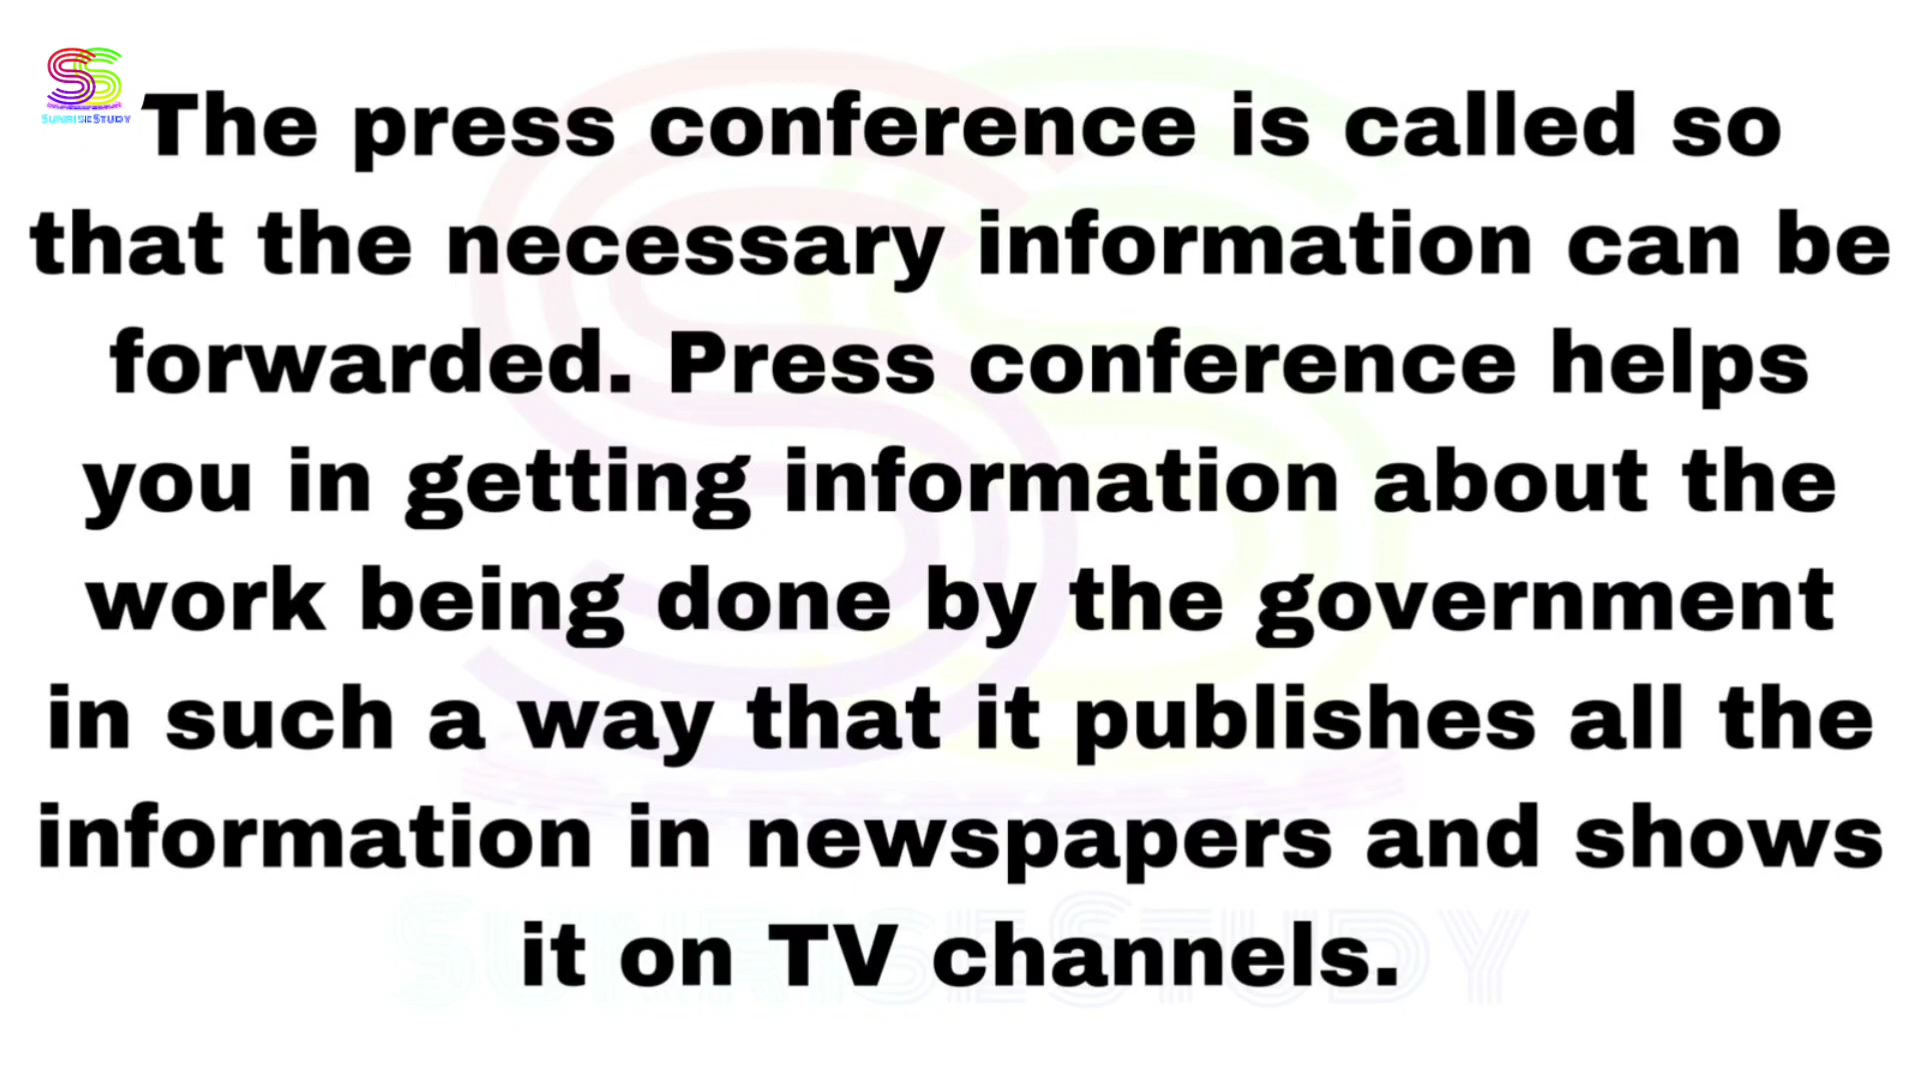 SUNRISESTUDY
The press conference is called so
that the necessary information can be
forwarded. Press conference helps
you in getting information about the
work being done by the government
in such a way that it publishes all the
information in newspapers and shows
it on TV channels.
SUNRISESTUDY